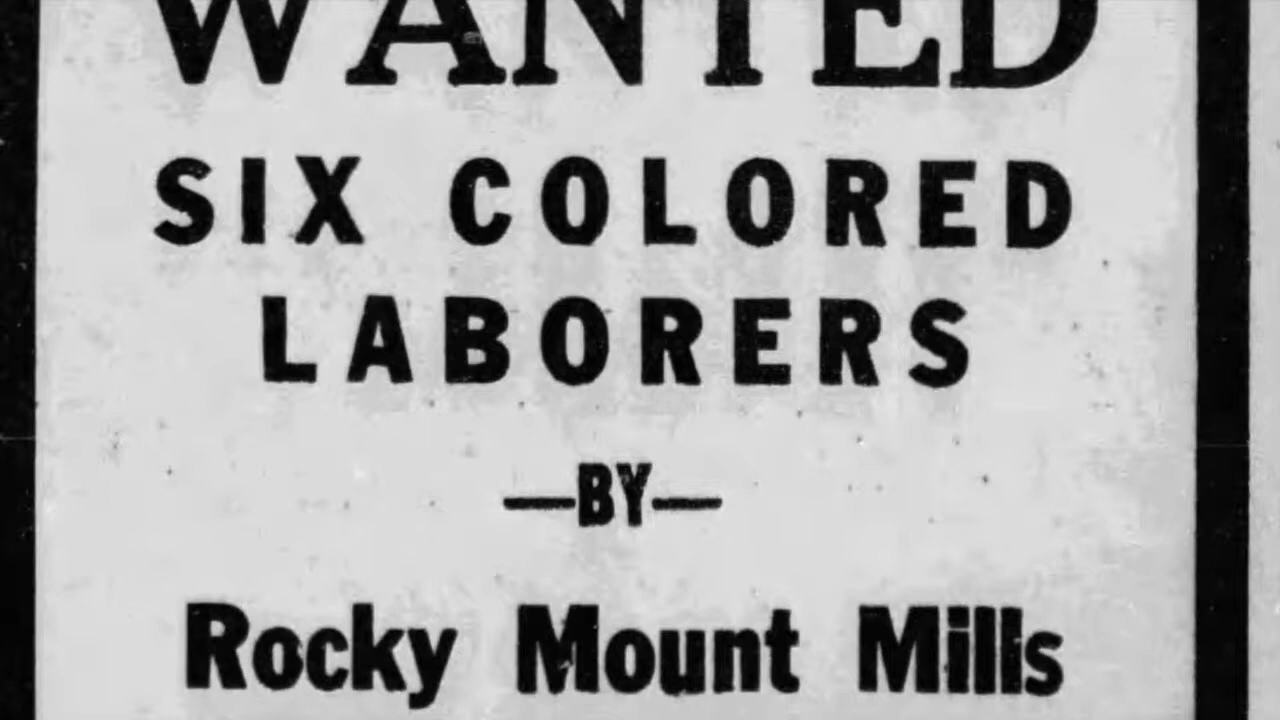 WANTED
SIX COLORED
LABORERS
—BY—
Rocky Mount Mills